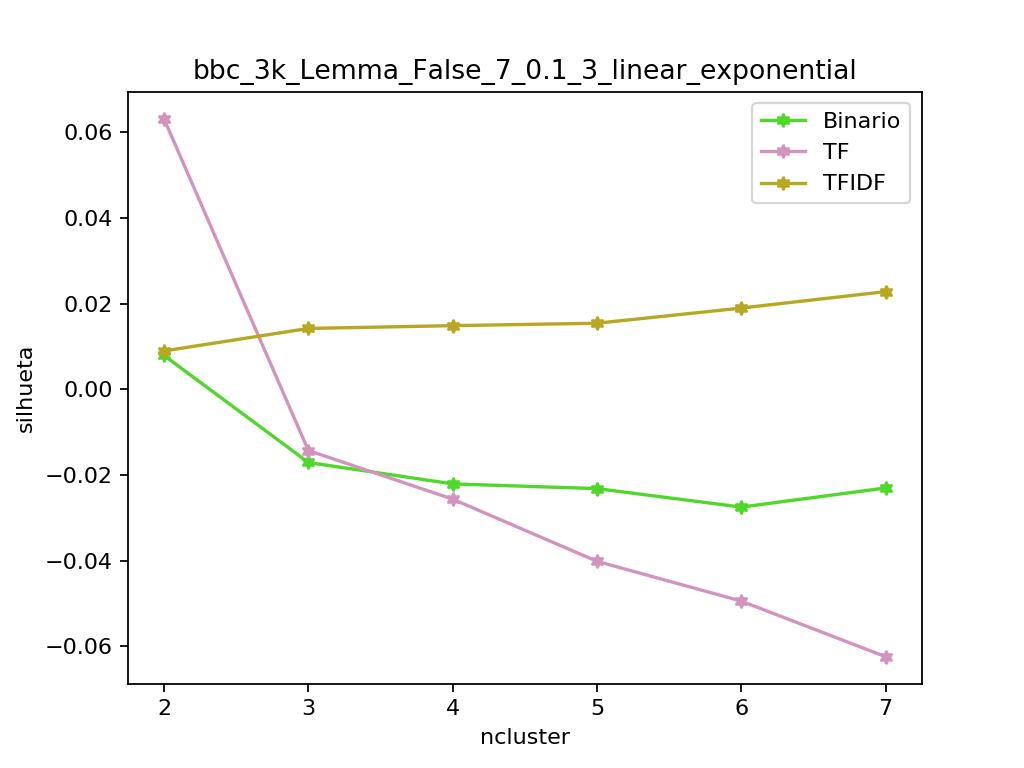 bbc_3k_Lemma_False_7_0.1_3_linear_exponential
Binario
TF
TFIDF
silhueta
0.06
0.04
0.02
0.00
−0.02
−0.04
−0.06
2 3 4 5 6 7
ncluster